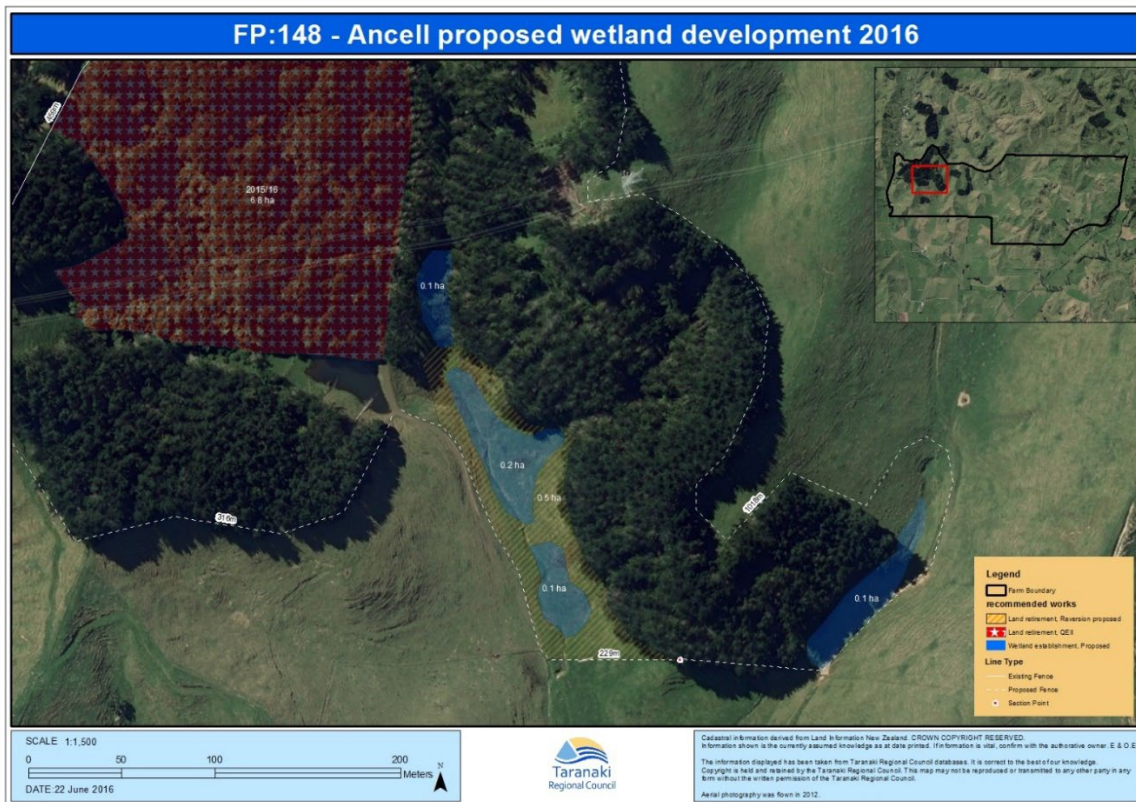 FP:148 - Ancell proposed wetland development 2016
2015/16
6.8 ha
0.1 ha
0.2 ha
0.5 ha
0.1 ha
0.1 ha
316m
229m
1018m
Legend
Farm Boundary
recommended works
Land retirement, Reversion proposed
Land retirement, QEII
Wetland establishment, Proposed
Line Type
Existing Fence
Proposed Fence
Section Point
SCALE 1:1,500
0 50 100 200
Meters
N
DATE:22 June 2016
Taranaki
Regional Council
Cadastral information derived from Land Information New Zealand. CROWN COPYRIGHT RESERVED.
Information shown is the currently assumed knowledge as at date printed. If information is vital, confirm with the authorative owner. E & O.E
The information displayed has been taken from Taranaki Regional Council databases. It is correct to the best of our knowledge.
Copyright is held and retained by the Taranaki Regional Council. This map may not be reproduced or transmitted to any other party in any
form without the written permission of the Taranaki Regional Council.
Aerial photography was flown in 2012.